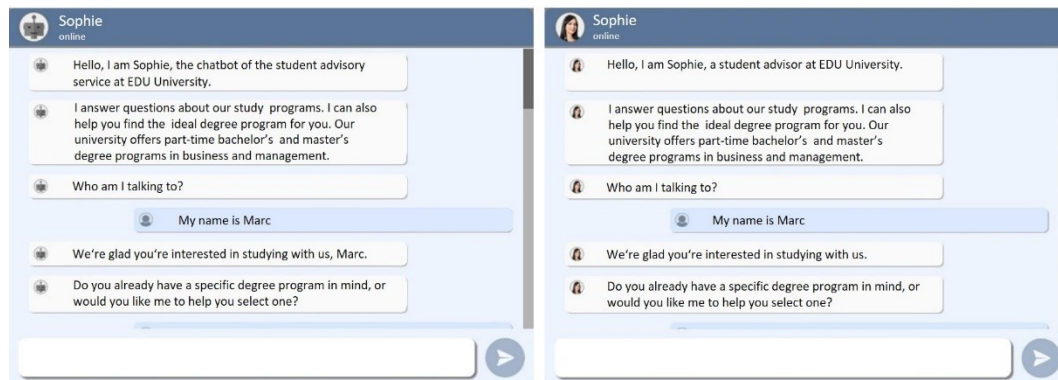 Sophie
online
Hello, I am Sophie, the chatbot of the student advisory
service at EDU University.
I answer questions about our study programs. I can also
help you find the ideal degree program for you. Our
university offers part-time bachelor's and master's
degree programs in business and management.
Who am I talking to?
My name is Marc
We're glad you're interested in studying with us, Marc.
Do you already have a specific degree program in mind, or
would you like me to help you select one?
Sophie
online
Hello, I am Sophie, a student advisor at EDU University.
I answer questions about our study programs. I can also
help you find the ideal degree program for you. Our
university offers part-time bachelor's and master's
degree programs in business and management.
Who am I talking to?
My name is Marc
We're glad you're interested in studying with us.
Do you already have a specific degree program in mind, or
would you like me to help you select one?